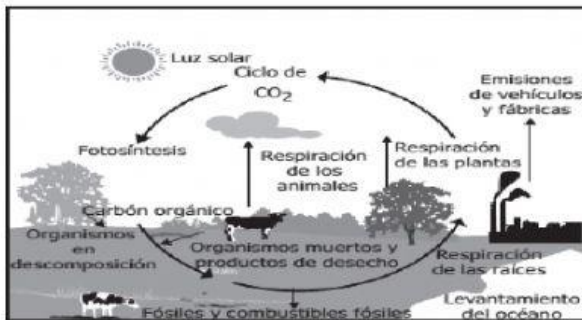 Luz solar
Ciclo de
CO2
Emisiones
de vehículos
y fábricas
Fotosíntesis
Respiración
de los
animales
Respiración
de las plantas
Carbón orgánico
Organismos
en
descomposición
Organismos muertos y
productos de desecho
Respiración
de las raíces
Fósiles y combustibles fósiles
Levantamiento
del océano